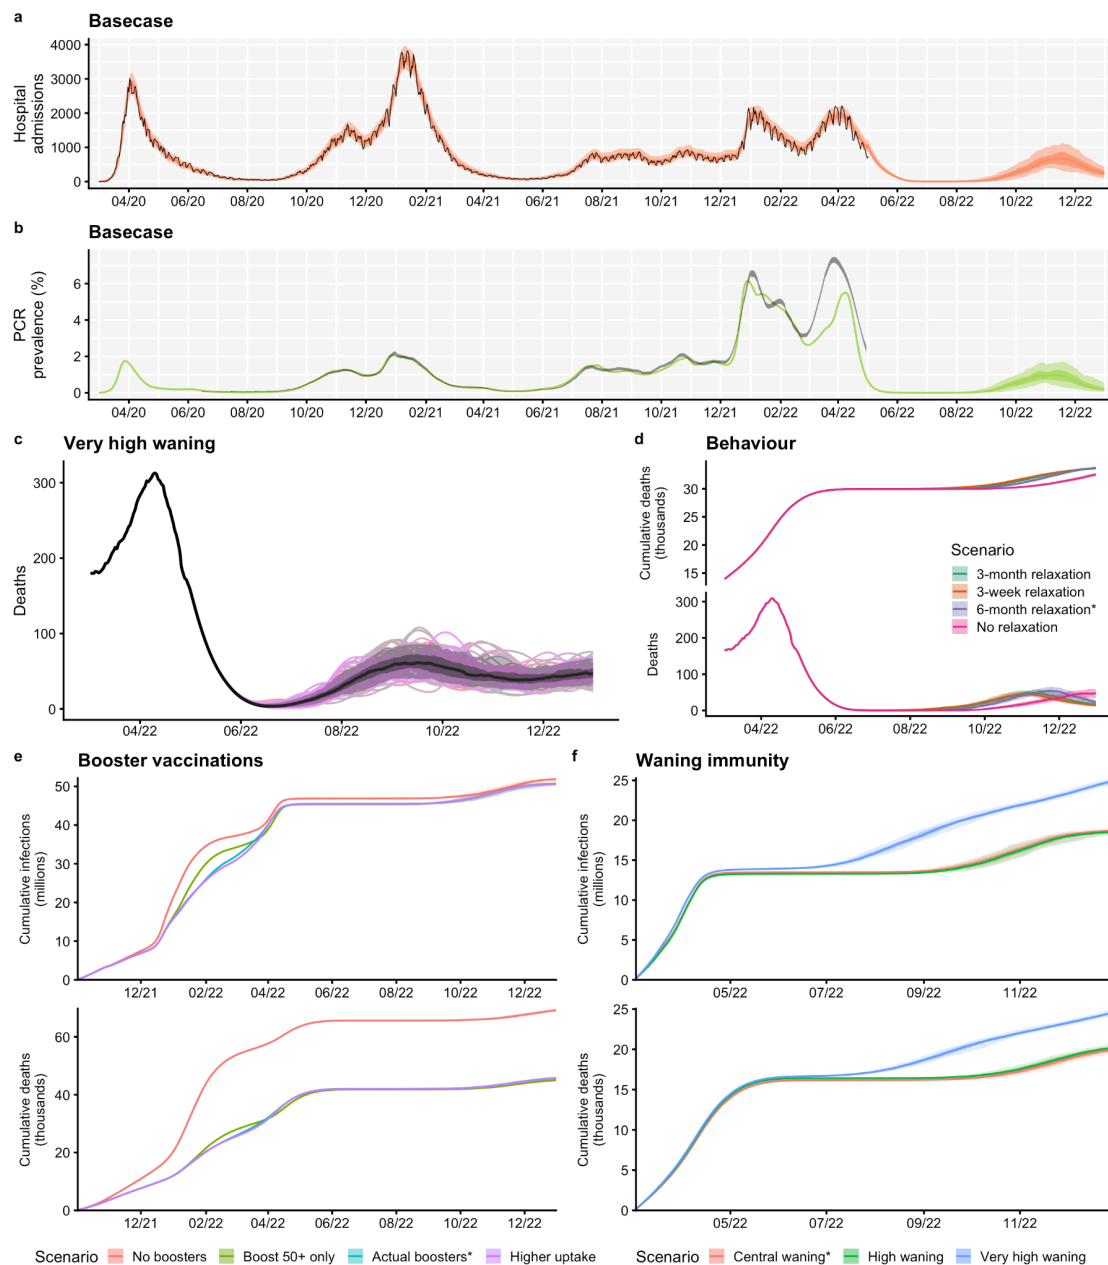 a
Basecase
Hospital
admissions
4000
3000
2000
1000
0
04/20 06/20 08/20 10/20 12/20 02/21 04/21 06/21 08/21 10/21 12/21 02/22 04/22 06/22 08/22 10/22 12/22
b
Basecase
PCR
prevalence (%)
6
4
2
0
04/20 06/20 08/20 10/20 12/20 02/21 04/21 06/21 08/21 10/21 12/21 02/22 04/22 06/22 08/22 10/22 12/22
c
Very high waning
Deaths
300
200
100
0
04/22 06/22 08/22 10/22 12/22
d
Behaviour
Cumulative deaths
(thousands)
30
25
20
15
Deaths
300
200
100
0
04/22 06/22 08/22 10/22 12/22
Scenario
3-month relaxation
3-week relaxation
6-month relaxation*
No relaxation
e
Booster vaccinations
Cumulative infections
(millions)
50
40
30
20
10
0
12/21 02/22 04/22 06/22 08/22 10/22 12/22
Cumulative deaths
(thousands)
60
40
20
0
12/21 02/22 04/22 06/22 08/22 10/22 12/22
Scenario No boosters Boost 50+ only Actual boosters* Higher uptake
f
Waning immunity
Cumulative infections
(millions)
25
20
15
10
5
0
05/22 07/22 09/22 11/22
Cumulative deaths
(thousands)
25
20
15
10
5
0
05/22 07/22 09/22 11/22
Scenario Central waning* High waning Very high waning